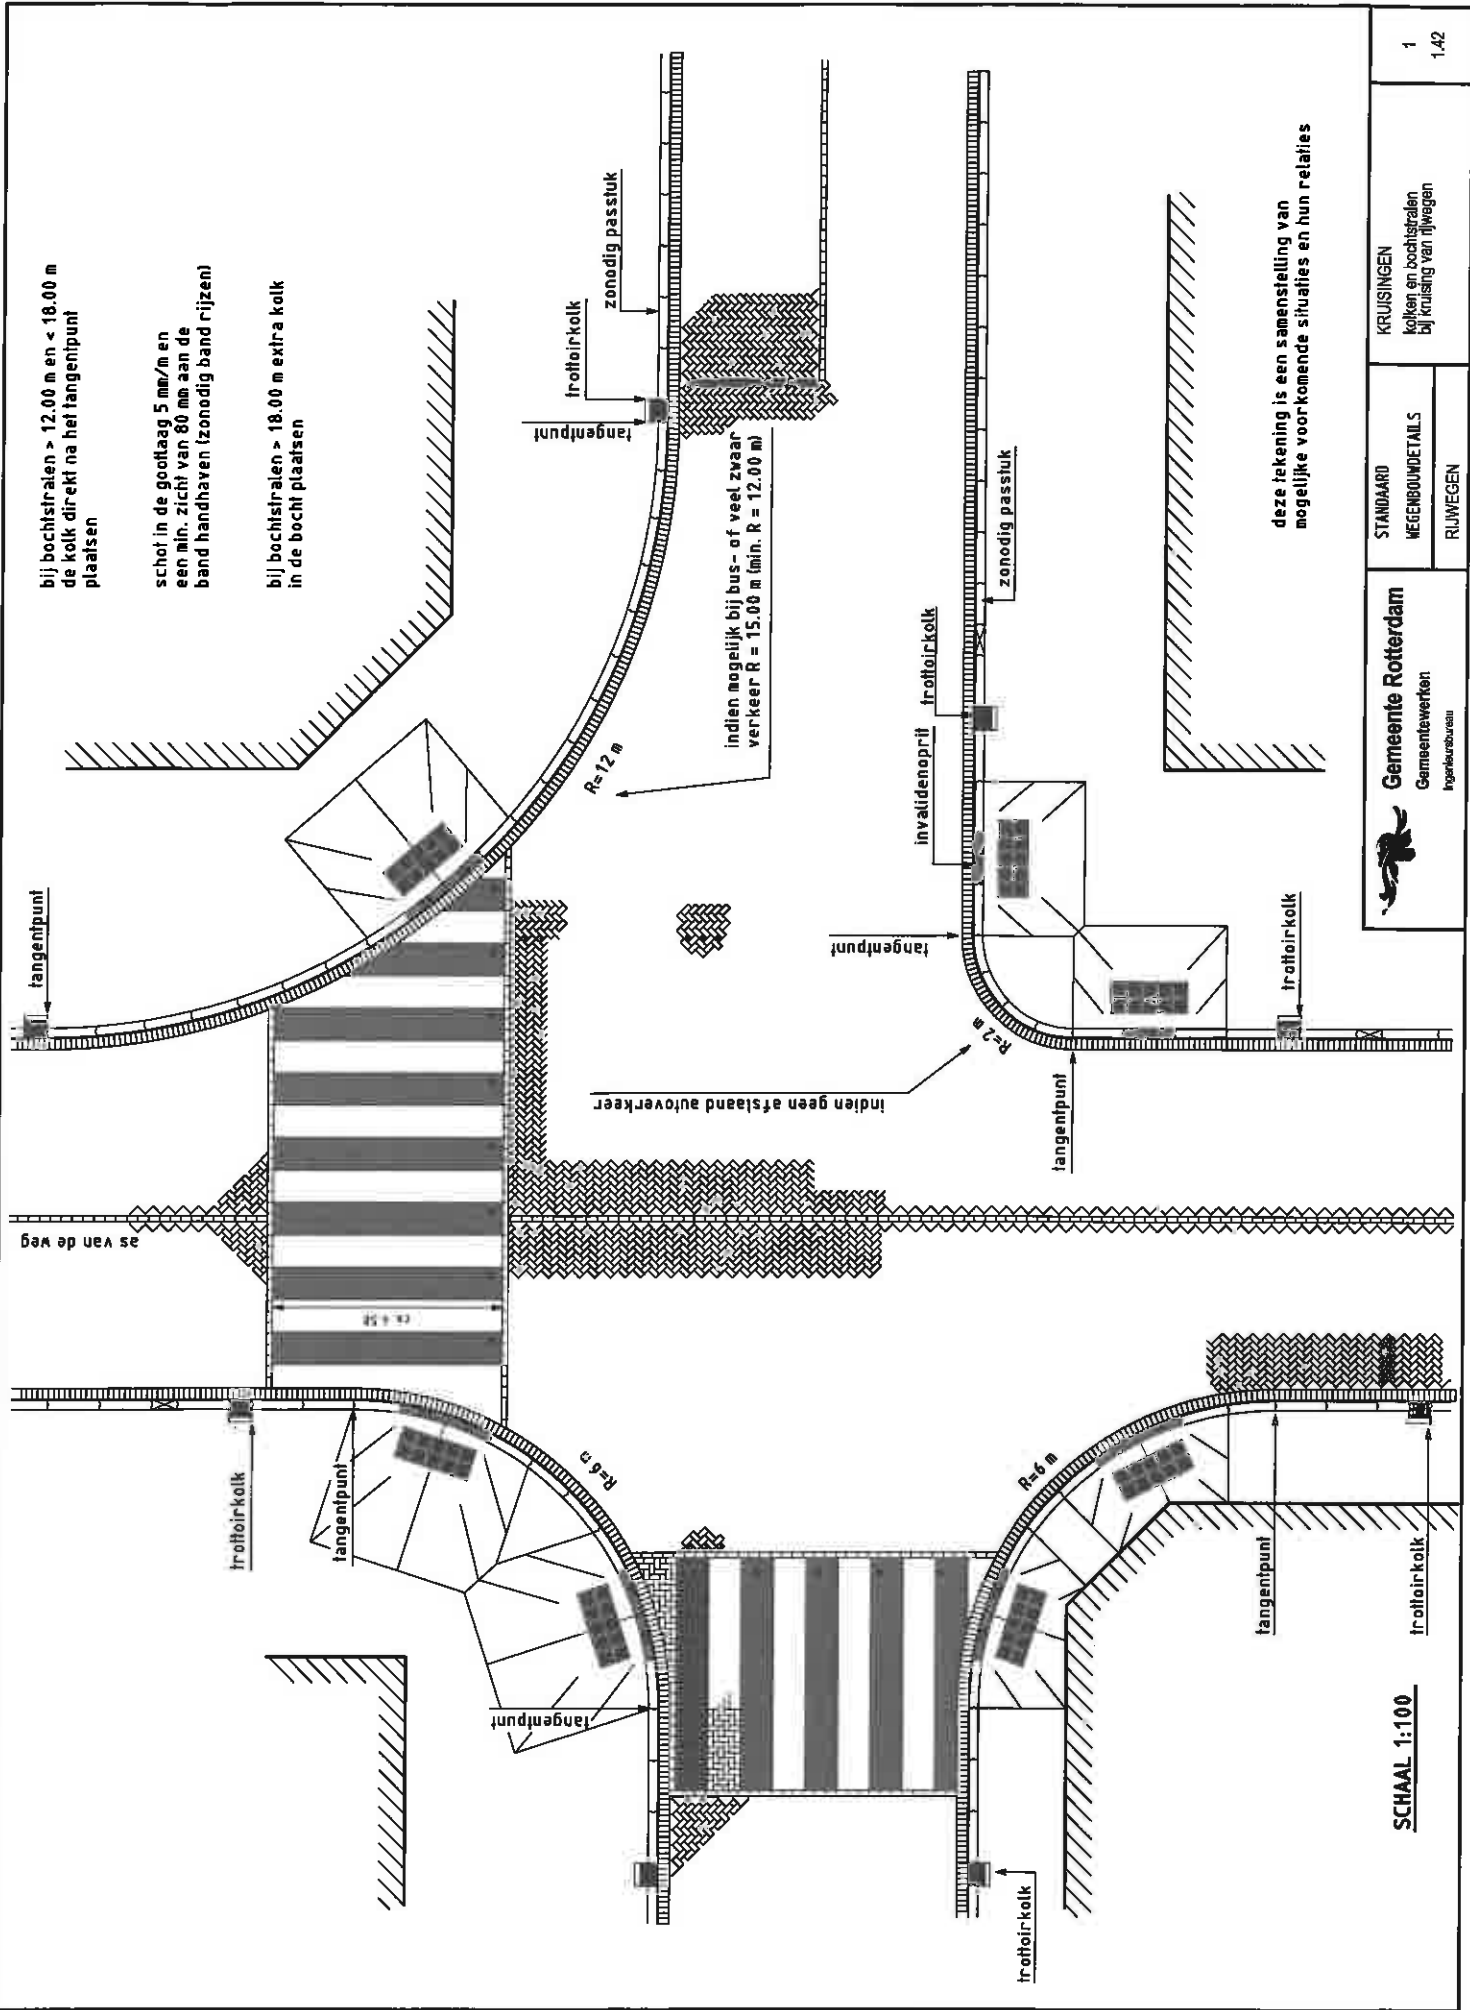 bij bochtstralen > 12.00 m en < 18.00 m
de kolk direkt na het tangentpunt
plaatsen
schot in de gootlaag 5 mm/m en
een min. zicht van 80 mm aan de
band handhaven (zonodig band rijzen)
bij bochtstralen > 18.00 m extra kolk
in de bocht plaatsen
tangentpunt
as van de weg
trottoirkolk
tangentpunt
ca. 4.50
R=6 m
tangentpunt
R=12 m
indien mogelijk bij bus- of veel zwaar
verkeer R = 15.00 m (min. R = 12.00 m)
tangentpunt
trottoirkolk
zonodig passtuk
indien geen afslaand autoverkeer
R=2 m
tangentpunt
tangentpunt
invalidenoprit
trottoirkolk
zonodig passtuk
trottoirkolk
R=6 m
tangentpunt
trottoirkolk
trottoirkolk
deze tekening is een samenstelling van
mogelijke voorkomende situaties en hun relaties
SCHAAL 1:100
Gemeente Rotterdam
Gemeentewerken
Ingenieursbureau
STANDAARD
WEGENBOUWDETAILS
RIJWEGEN
KRUISINGEN
kolken en bochtstralen
bij kruising van rijwegen
1
1.42